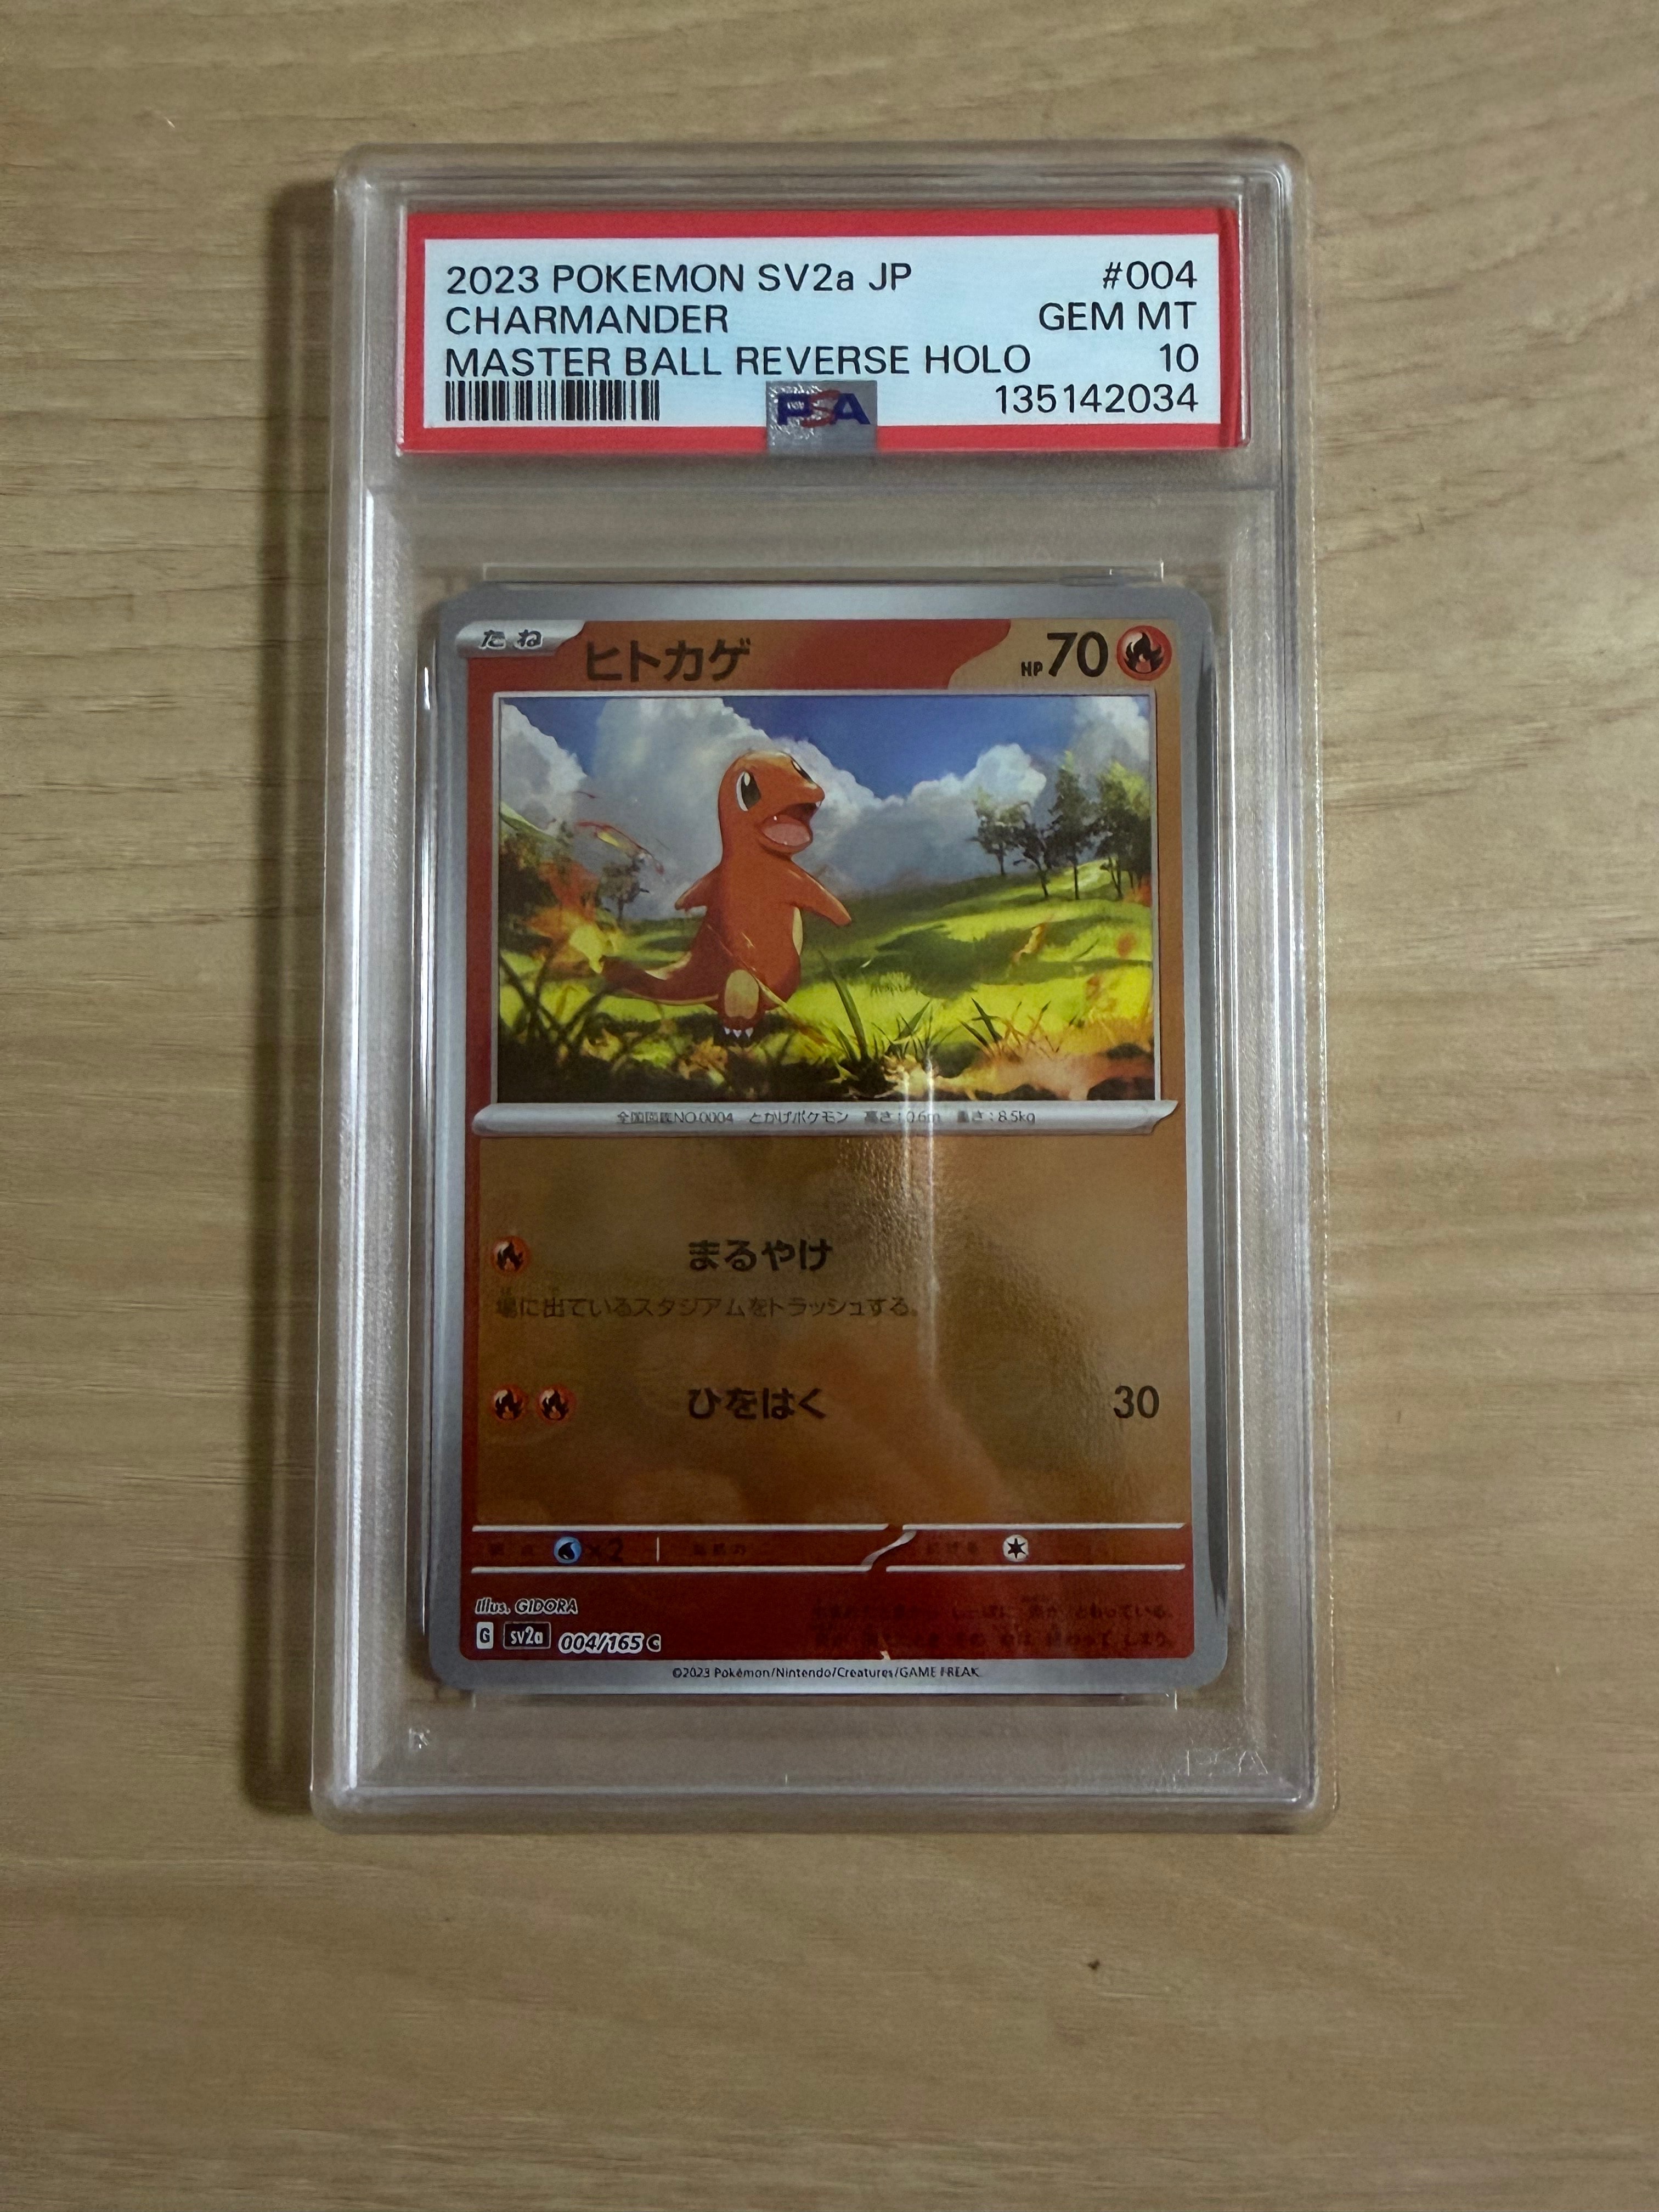 2023 POKEMON SV2a JP #004
CHARMANDER GEM MT
MASTER BALL REVERSE HOLO 10
PSA 135142034
たね ヒトカゲ HP 70
全国図鑑NO.0004 とかげポケモン 高さ:0.6m 重さ:8.5kg
まるやけ
場に出ているスタジアムをトラッシュする。
ひをはく 30
×2
Illus. GIDORA
G sv2a 004/165 C
©2023 Pokémon/Nintendo/Creatures/GAME FREAK
PSA